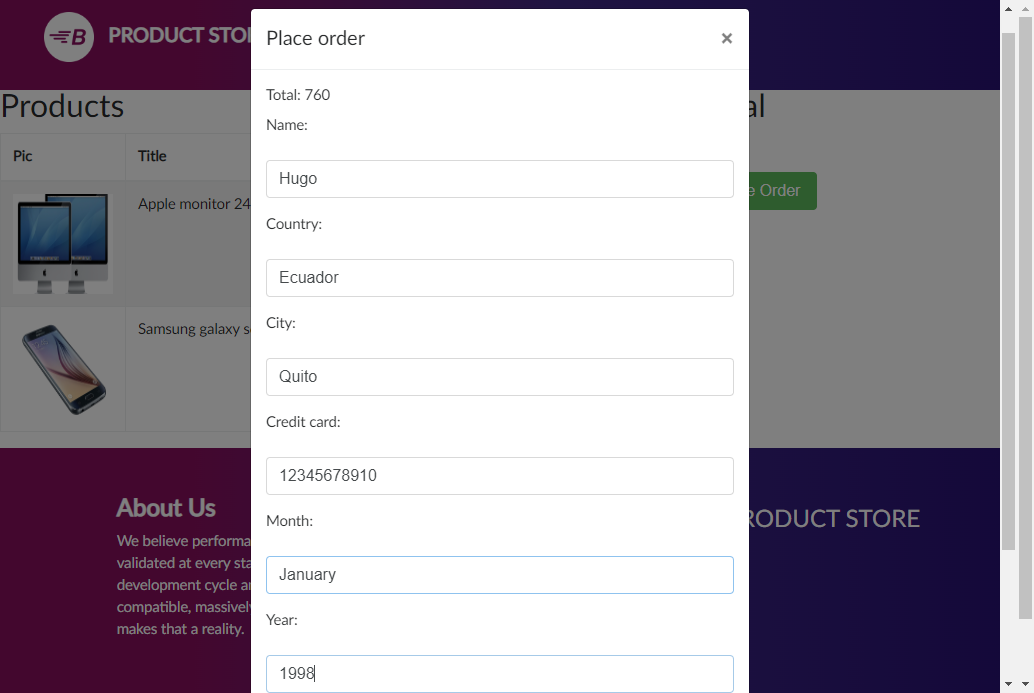 B PRODUCT STO
Place order
×
Total: 760
Name:
Hugo
Country:
Ecuador
City:
Quito
Credit card:
12345678910
Month:
January
Year:
1998
Products
al
Pic
Title
e Order
Apple monitor 24
Samsung galaxy s
About Us
We believe performa
validated at every sta
development cycle a
compatible, massivel
makes that a reality.
RODUCT STORE